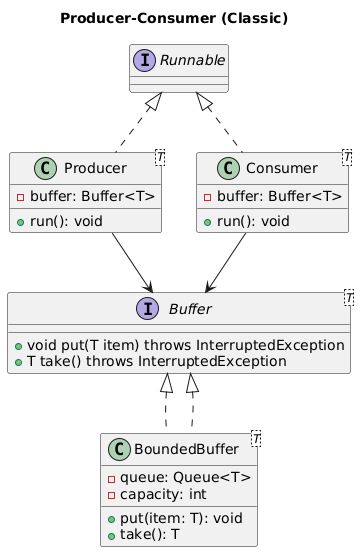 Producer-Consumer (Classic)
I Runnable
C Producer T
buffer: Buffer<T>
run(): void
C Consumer T
buffer: Buffer<T>
run(): void
I Buffer T
void put(T item) throws InterruptedException
T take() throws InterruptedException
C BoundedBuffer T
queue: Queue<T>
capacity: int
put(item: T): void
take(): T